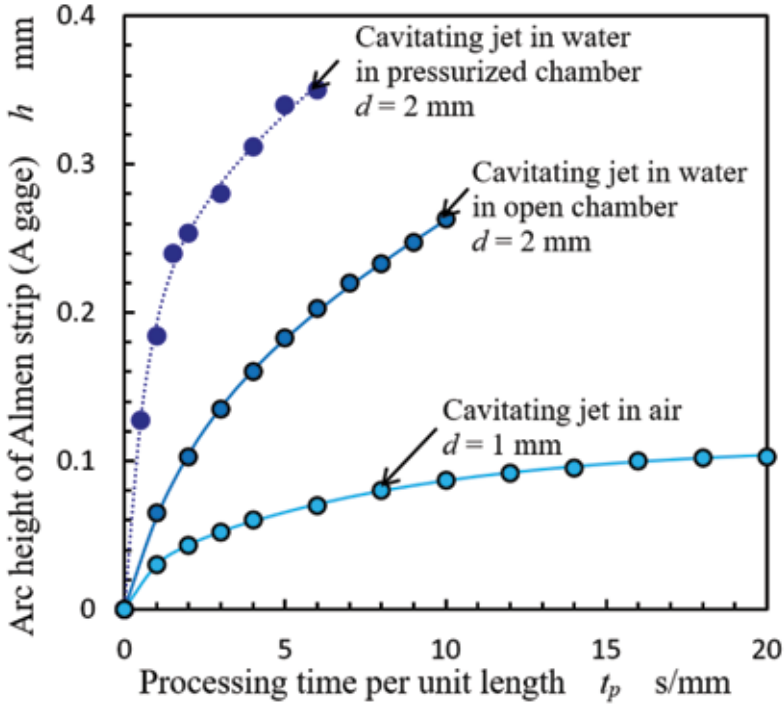 0.4
Cavitating jet in water
in pressurized chamber
d = 2 mm
0.3
Cavitating jet in water
in open chamber
d = 2 mm
0.2
Cavitating jet in air
d = 1 mm
0.1
0
0 5 10 15 20
Processing time per unit length tp s/mm
Arc height of Almen strip (A gage) h mm